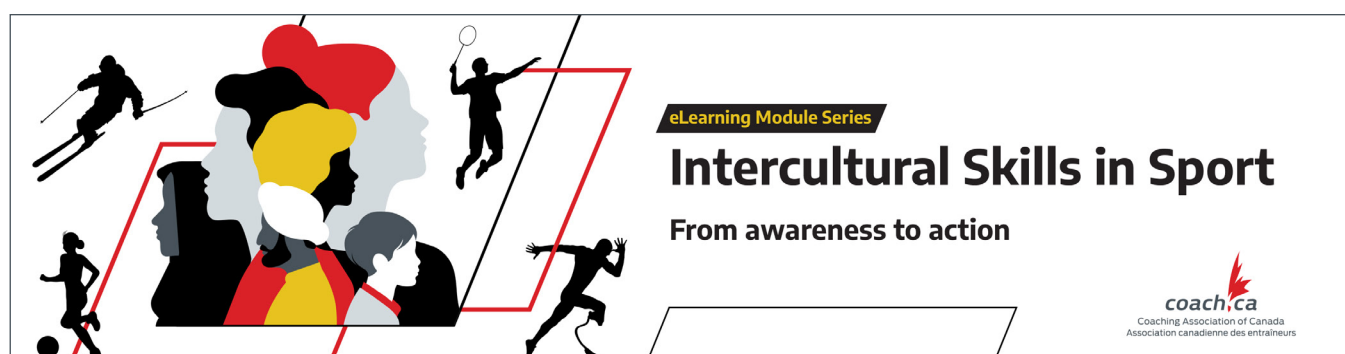 eLearning Module Series
Intercultural Skills in Sport
From awareness to action
coach.ca
Coaching Association of Canada
Association canadienne des entraîneurs